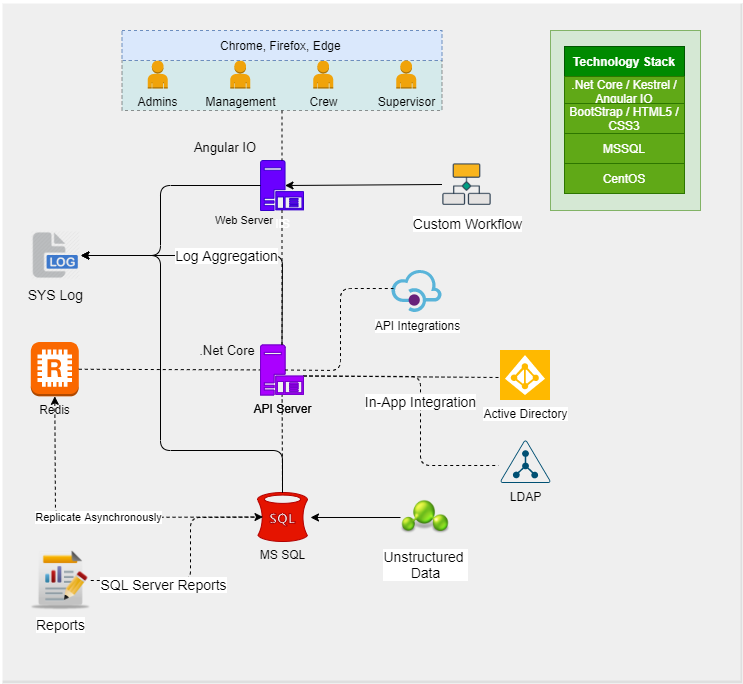 Chrome, Firefox, Edge
Admins
Management
Crew
Supervisor
Technology Stack
.Net Core / Kestrel /
Angular IO
BootStrap / HTML5 /
CSS3
MSSQL
CentOS
Angular IO
Web Server
Custom Workflow
Log Aggregation
LOG
SYS Log
API Integrations
.Net Core
API Server
R
Redis
In-App Integration
Active Directory
LDAP
Replicate Asynchronously
SQL
MS SQL
Unstructured
Data
SQL Server Reports
Reports